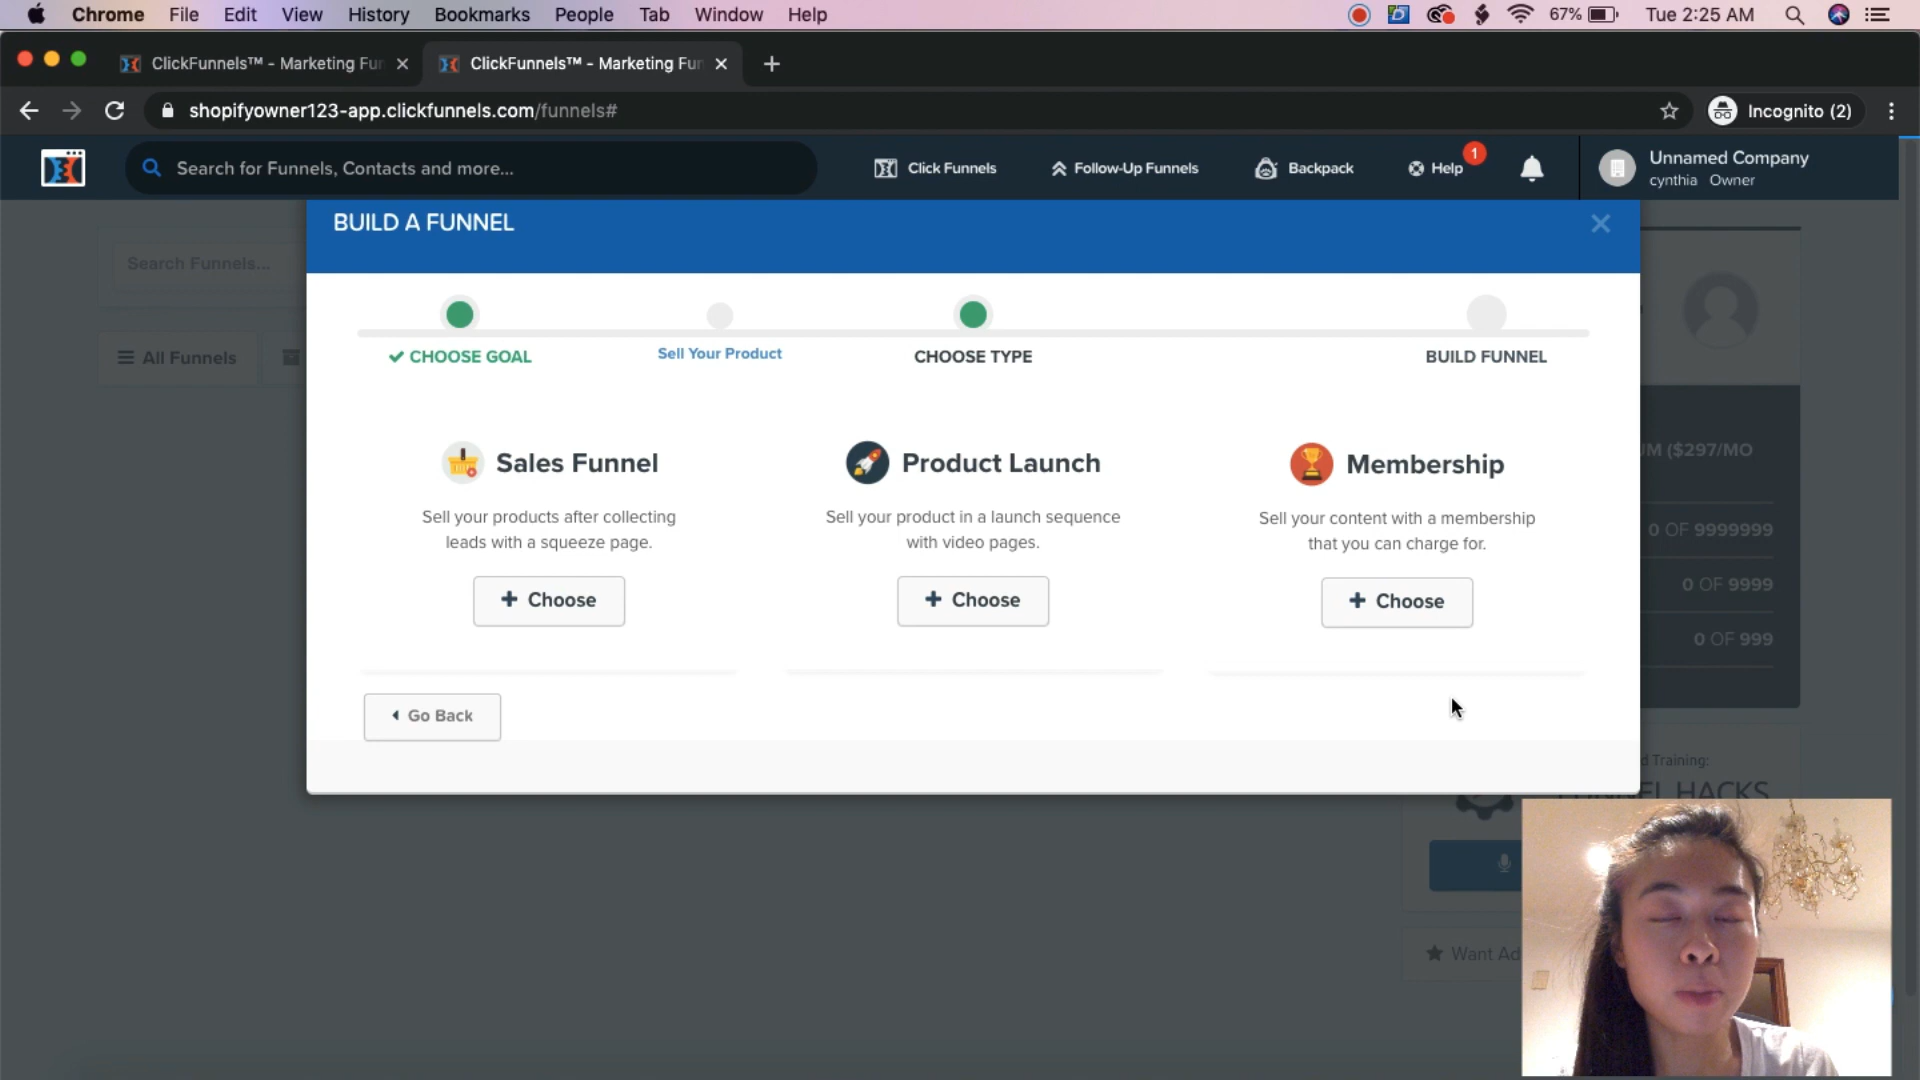 Chrome File Edit View History Bookmarks People Tab Window Help
67% Tue 2:25 AM
ClickFunnels™ - Marketing Fun
ClickFunnels™ - Marketing Fun
shopifyowner123-app.clickfunnels.com/funnels#
Incognito (2)
Search for Funnels, Contacts and more...
Click Funnels
Follow-Up Funnels
Backpack
Help
1
Unnamed Company
cynthia Owner
BUILD A FUNNEL
Search Funnels...
All Funnels
CHOOSE GOAL
Sell Your Product
CHOOSE TYPE
BUILD FUNNEL
Sales Funnel
Sell your products after collecting
leads with a squeeze page.
Choose
Product Launch
Sell your product in a launch sequence
with video pages.
Choose
Membership
Sell your content with a membership
that you can charge for.
Choose
Go Back
($297/MO
0 OF 9999999
0 OF 9999
0 OF 999
Training:
HACKS
Want